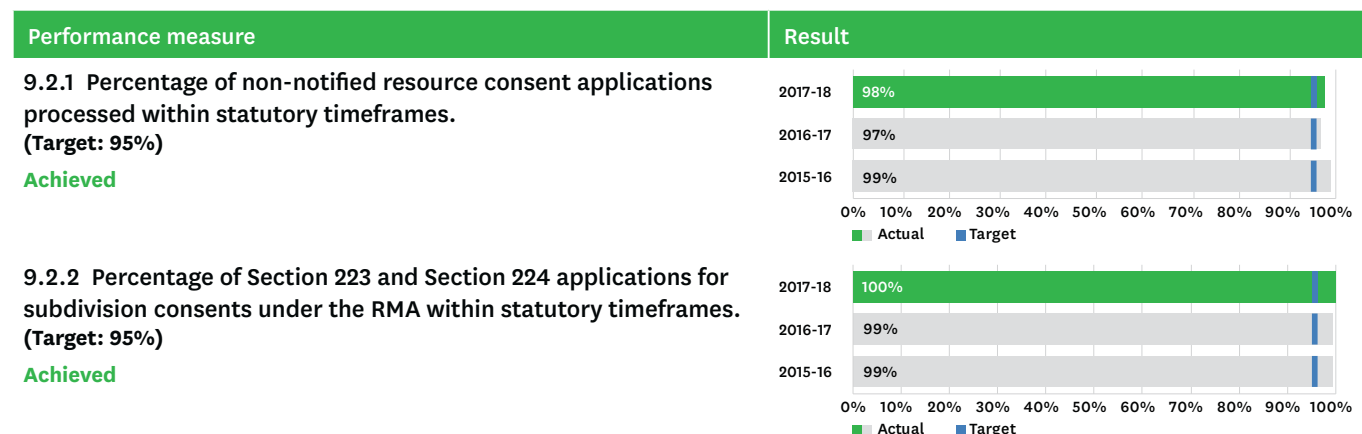 Performance measure
Result
9.2.1 Percentage of non-notified resource consent applications
processed within statutory timeframes.
(Target: 95%)
Achieved
2017-18 98%
2016-17 97%
2015-16 99%
0% 10% 20% 30% 40% 50% 60% 70% 80% 90% 100%
Actual Target
9.2.2 Percentage of Section 223 and Section 224 applications for
subdivision consents under the RMA within statutory timeframes.
(Target: 95%)
Achieved
2017-18 100%
2016-17 99%
2015-16 99%
0% 10% 20% 30% 40% 50% 60% 70% 80% 90% 100%
Actual Target